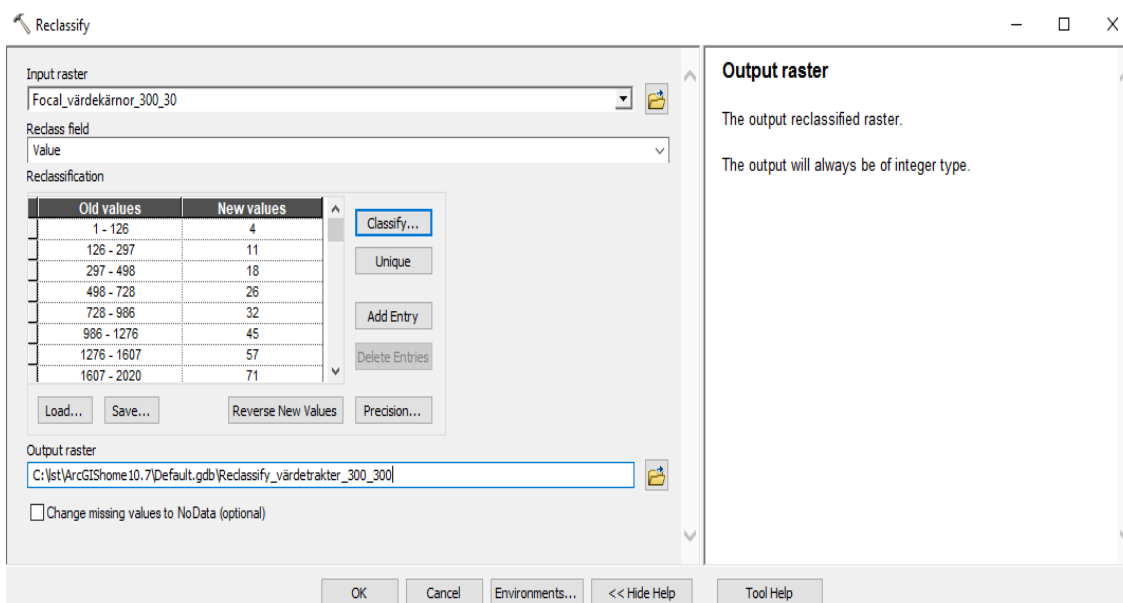 Reclassify
Input raster
Focal_värdekärnor_300_30
Reclass field
Value
Reclassification
Old values New values
1 - 126 4
126 - 297 11
297 - 498 18
498 - 728 26
728 - 986 32
986 - 1276 45
1276 - 1607 57
1607 - 2020 71
Classify...
Unique
Add Entry
Delete Entries
Load... Save... Reverse New Values Precision...
Output raster
C:\lst\ArcGIShome10.7\Default.gdb\Reclassify_värdetrakter_300_300
Change missing values to NoData (optional)
Output raster
The output reclassified raster.
The output will always be of integer type.
OK Cancel Environments... << Hide Help Tool Help